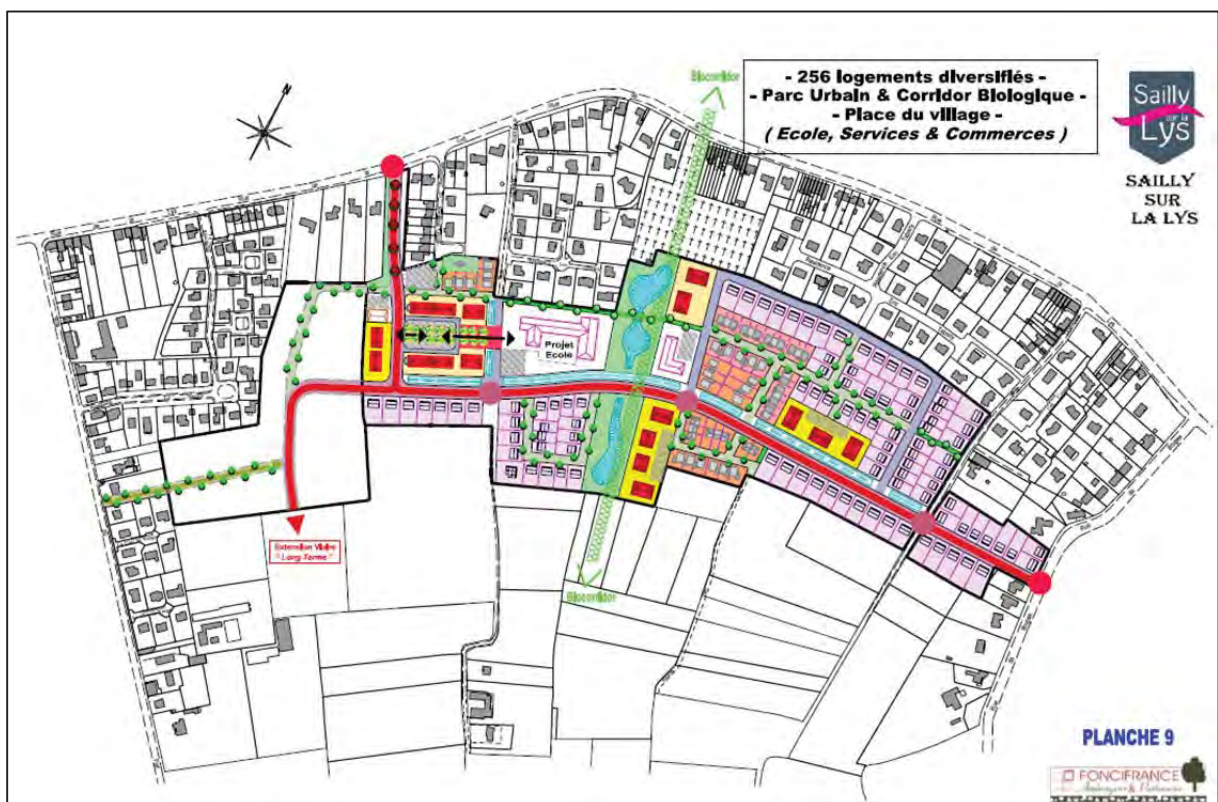 N
Biocorridor
- 256 logements diversifiés -
- Parc Urbain & Corridor Biologique -
- Place du village -
( Ecole, Services & Commerces )
Sailly
sur la
Lys
SAILLY
SUR
LA LYS
Projet
Ecole
Extension Viaire
"Long Terme"
Biocorridor
PLANCHE 9
FONCIFRANCE